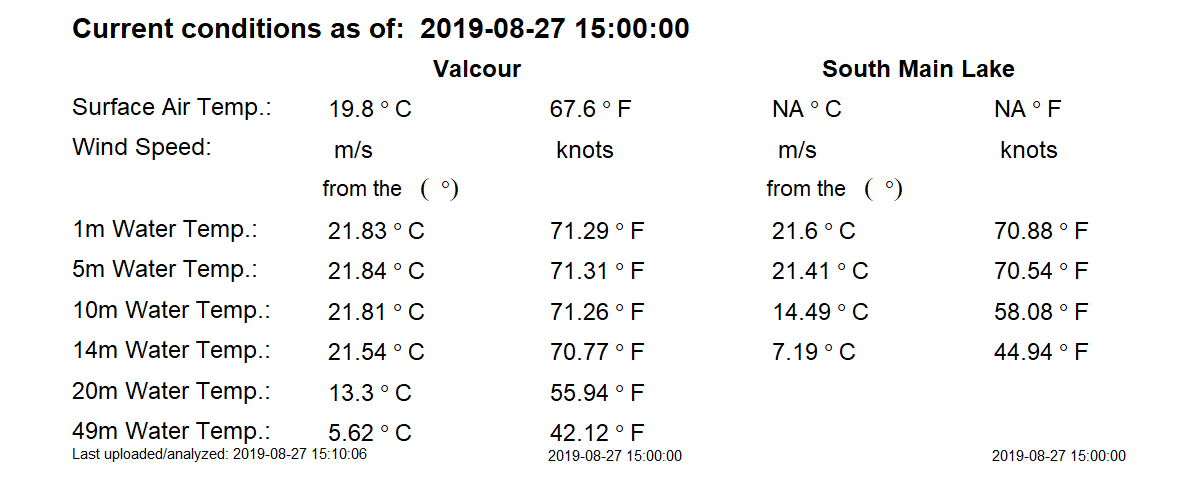 Current conditions as of: 2019-08-27 15:00:00
Valcour South Main Lake
Surface Air Temp.: 19.8 ° C 67.6 ° F NA ° C NA ° F
Wind Speed: m/s knots m/s knots
from the ( °) from the ( °)
1m Water Temp.: 21.83 ° C 71.29 ° F 21.6 ° C 70.88 ° F
5m Water Temp.: 21.84 ° C 71.31 ° F 21.41 ° C 70.54 ° F
10m Water Temp.: 21.81 ° C 71.26 ° F 14.49 ° C 58.08 ° F
14m Water Temp.: 21.54 ° C 70.77 ° F 7.19 ° C 44.94 ° F
20m Water Temp.: 13.3 ° C 55.94 ° F
49m Water Temp.: 5.62 ° C 42.12 ° F
Last uploaded/analyzed: 2019-08-27 15:10:06 2019-08-27 15:00:00 2019-08-27 15:00:00